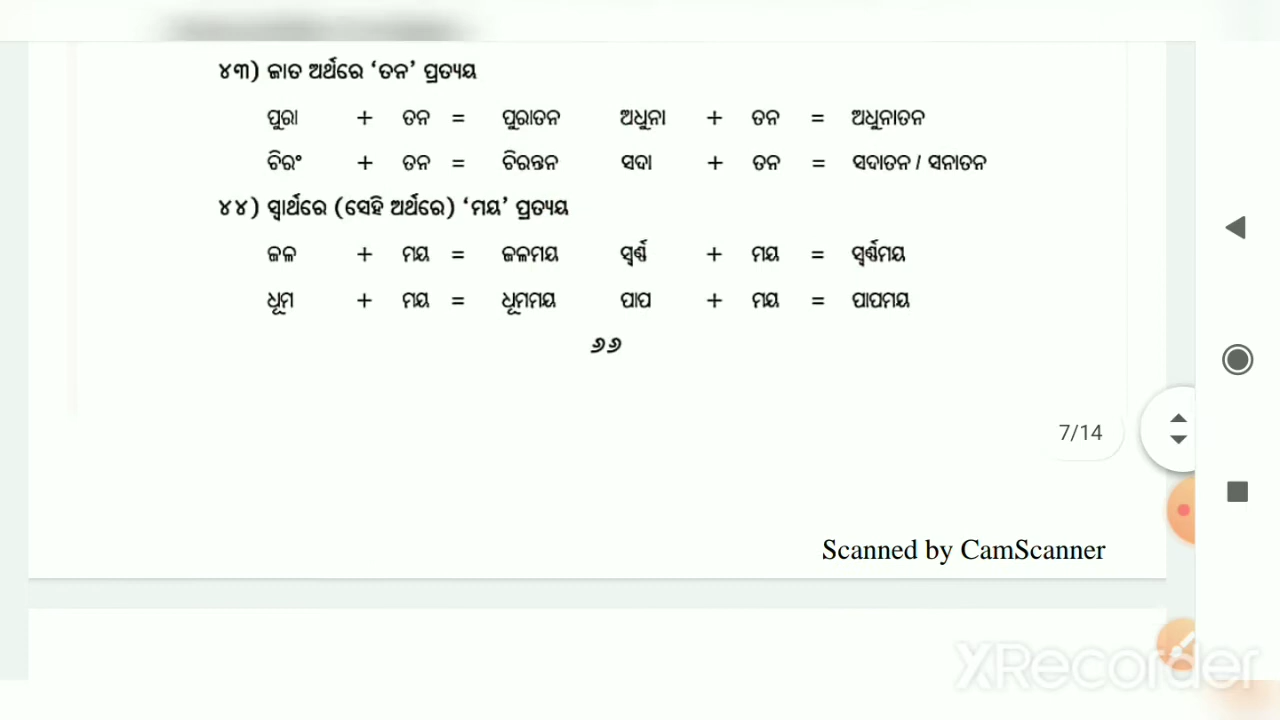 ୪୩) ଜାତ ଅର୍ଥରେ ‘ତନ’ ପ୍ରତ୍ୟୟ
ପୁରା + ତନ = ପୁରାତନ ଅଧୁନା + ତନ = ଅଧୁନାତନ
ଚିରଂ + ତନ = ଚିରନ୍ତନ ସଦା + ତନ = ସଦାତନ / ସନାତନ
୪୪) ସ୍ୱାର୍ଥରେ (ସେହି ଅର୍ଥରେ) ‘ମୟ’ ପ୍ରତ୍ୟୟ
ଜଳ + ମୟ = ଜଳମୟ ସ୍ୱର୍ଣ୍ଣ + ମୟ = ସ୍ୱର୍ଣ୍ଣମୟ
ଧୂମ + ମୟ = ଧୂମମୟ ପାପ + ମୟ = ପାପମୟ
୬୬
7/14
Scanned by CamScanner
XRecorder